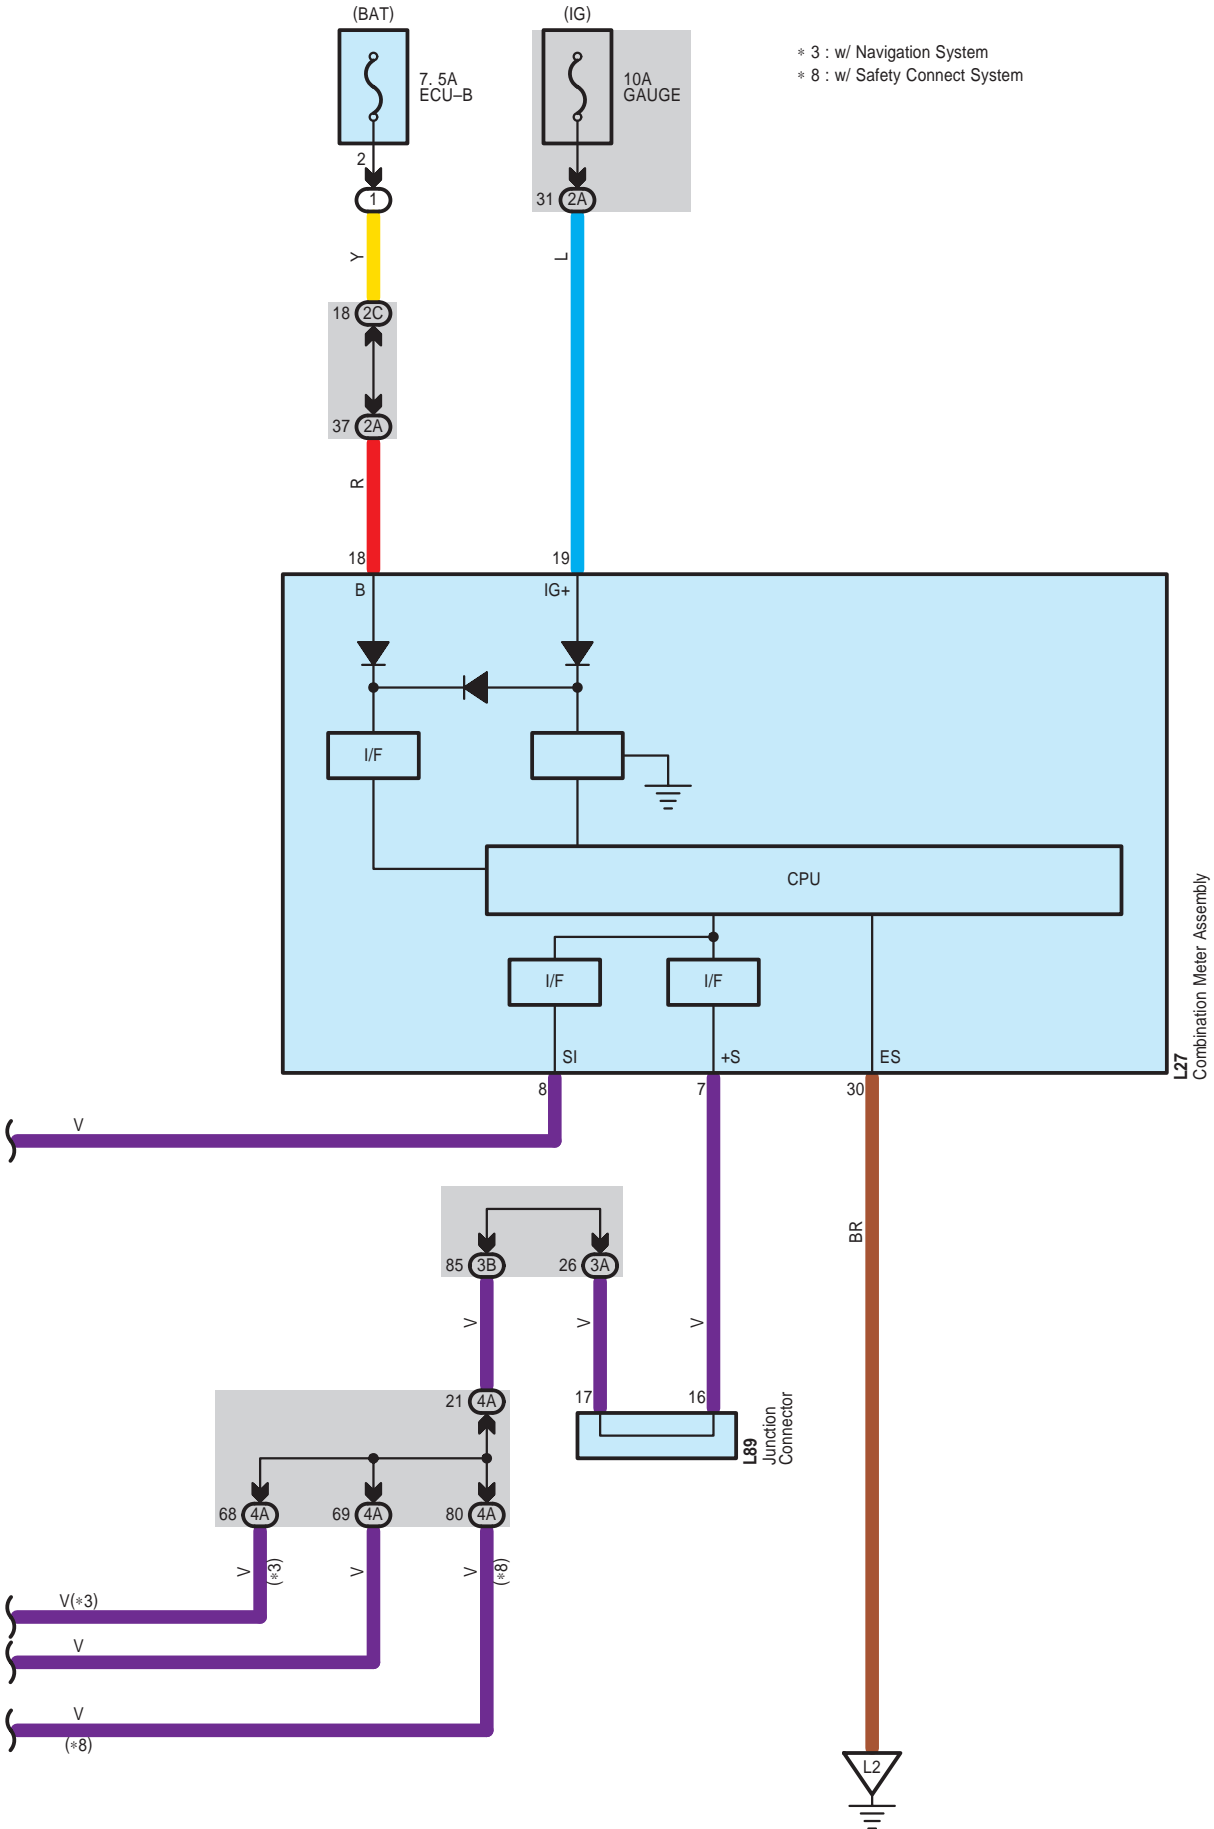 (BAT)
(IG)
7. 5A
ECU–B
10A
GAUGE
∗ 3 : w/ Navigation System
∗ 8 : w/ Safety Connect System
2
1
31
2A
Y
L
18
2C
37
2A
R
18
19
B
IG+
I/F
CPU
I/F
I/F
SI
+S
ES
L27
Combination Meter Assembly
8
7
30
V
BR
85
3B
26
3A
V
V
V
21
4A
17
16
L89
Junction
Connector
68
4A
69
4A
80
4A
V
(∗3)
V
V
(∗8)
V(∗3)
V
V
(∗8)
L2